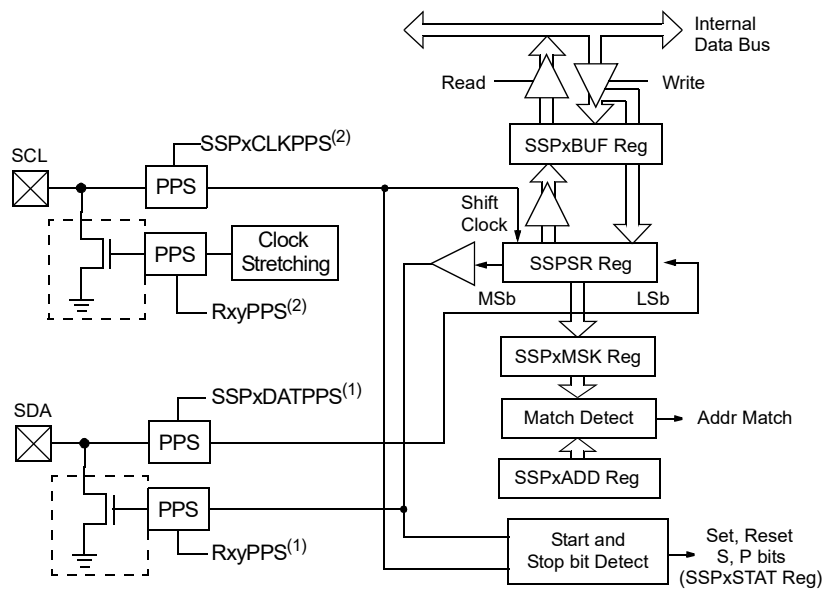 Internal
Data Bus
Read
Write
SSPxBUF Reg
SSPxCLKPPS(2)
SCL
PPS
Shift
Clock
PPS
Clock
Stretching
SSPSR Reg
MSb
LSb
RxyPPS(2)
SSPxMSK Reg
SSPxDATPPS(1)
SDA
PPS
Match Detect
Addr Match
SSPxADD Reg
PPS
RxyPPS(1)
Start and
Stop bit Detect
Set, Reset
S, P bits
(SSPxSTAT Reg)